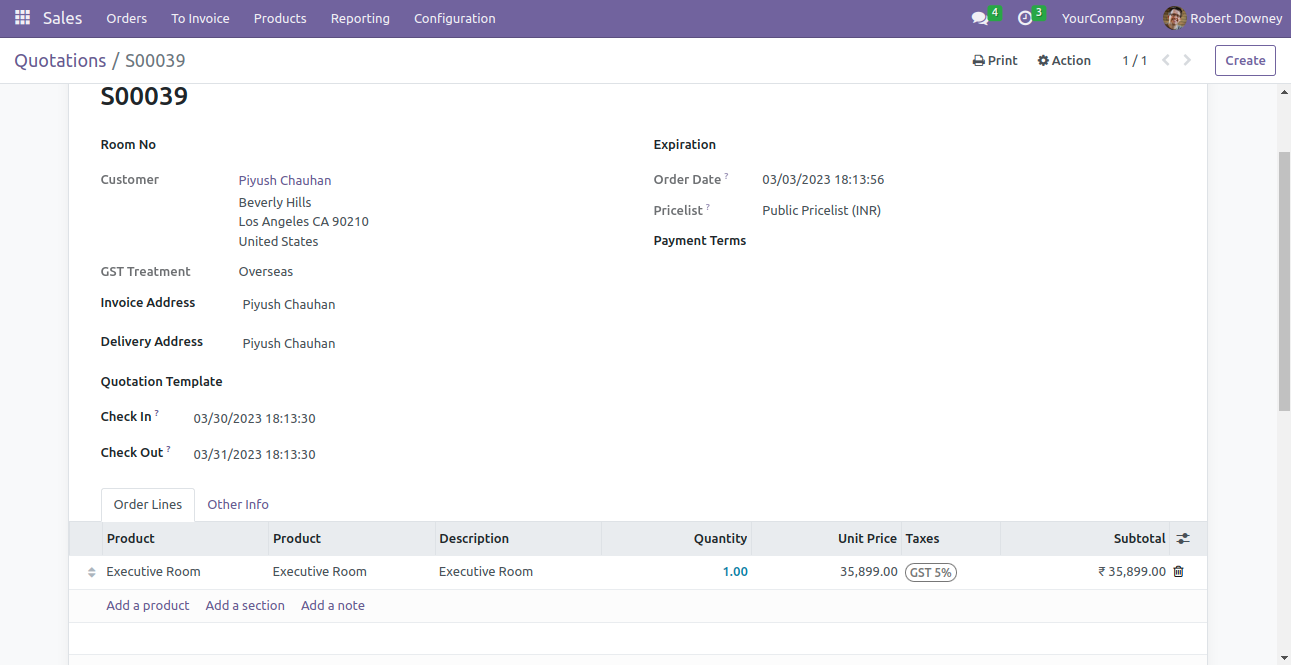 Sales Orders To Invoice Products Reporting Configuration 4 3 YourCompany Robert Downey
Quotations / S00039 Print Action 1 / 1 Create
S00039
Room No Expiration
Customer Piyush Chauhan Order Date ? 03/03/2023 18:13:56
Beverly Hills
Los Angeles CA 90210 Pricelist ? Public Pricelist (INR)
United States Payment Terms
GST Treatment Overseas
Invoice Address Piyush Chauhan
Delivery Address Piyush Chauhan
Quotation Template
Check In ? 03/30/2023 18:13:30
Check Out ? 03/31/2023 18:13:30
Order Lines Other Info
Product Product Description Quantity Unit Price Taxes Subtotal
Executive Room Executive Room Executive Room 1.00 35,899.00 GST 5% ₹ 35,899.00
Add a product Add a section Add a note